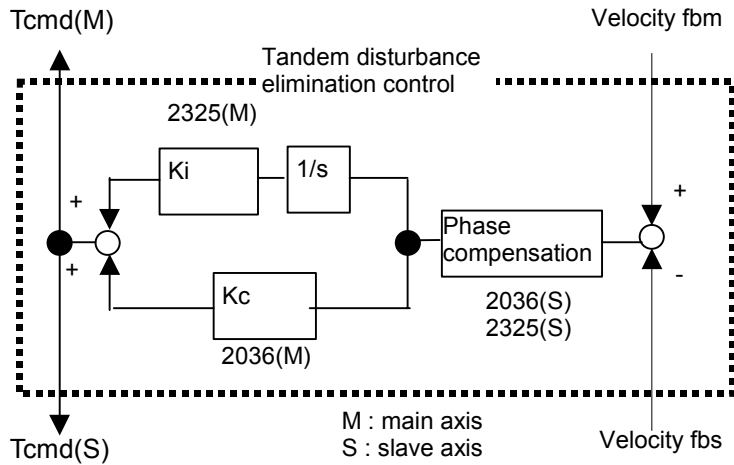 Tcmd(M)
Velocity fbm
Tandem disturbance
elimination control
2325(M)
Ki
1/s
+
+
Phase
compensation
+
-
Kc
2036(S)
2325(S)
2036(M)
M : main axis
S : slave axis
Tcmd(S)
Velocity fbs